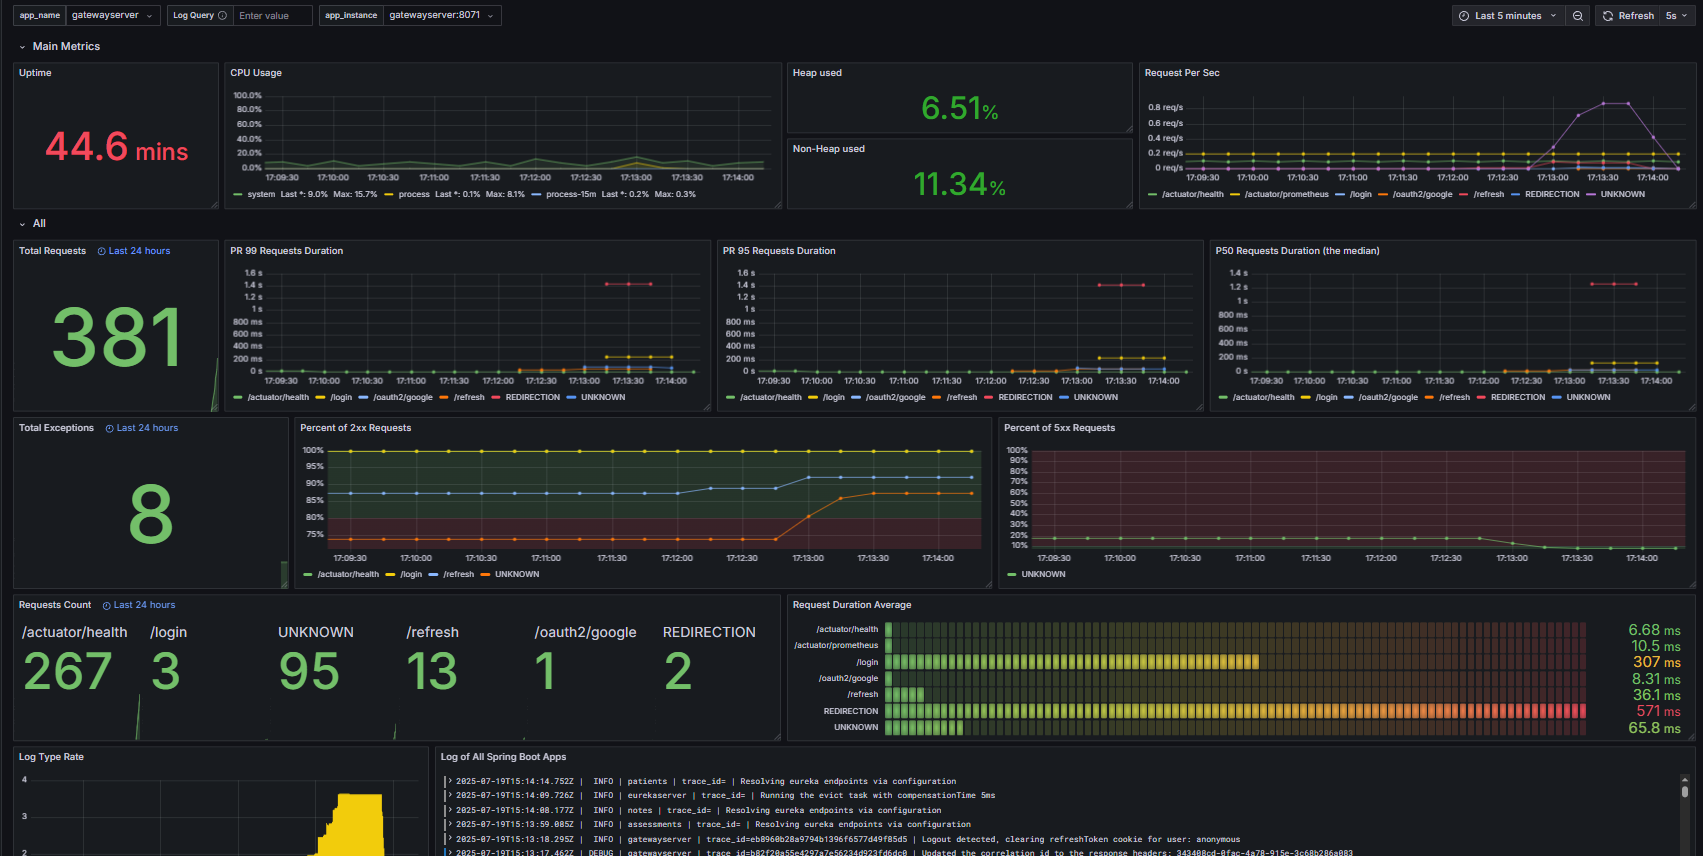 app_name gatewayserver Log Query Enter value app_instance gatewayserver:8071 Last 5 minutes Refresh 5s
Main Metrics
Uptime
44.6 mins
CPU Usage
100.0%
80.0%
60.0%
40.0%
20.0%
0.0%
17:09:30 17:10:00 17:10:30 17:11:00 17:11:30 17:12:00 17:12:30 17:13:00 17:13:30 17:14:00
system Last *: 9.0% Max: 15.7% process Last *: 0.1% Max: 8.1% process-15m Last *: 0.2% Max: 0.3%
Heap used
6.51%
Non-Heap used
11.34%
Request Per Sec
0.8 req/s
0.6 req/s
0.4 req/s
0.2 req/s
0 req/s
17:09:30 17:10:00 17:10:30 17:11:00 17:11:30 17:12:00 17:12:30 17:13:00 17:13:30 17:14:00
/actuator/health /actuator/prometheus /login /oauth2/google /refresh REDIRECTION UNKNOWN
All
Total Requests Last 24 hours
381
PR 99 Requests Duration
1.6 s
1.4 s
1.2 s
1 s
800 ms
600 ms
400 ms
200 ms
0 s
17:09:30 17:10:00 17:10:30 17:11:00 17:11:30 17:12:00 17:12:30 17:13:00 17:13:30 17:14:00
/actuator/health /login /oauth2/google /refresh REDIRECTION UNKNOWN
PR 95 Requests Duration
1.6 s
1.4 s
1.2 s
1 s
800 ms
600 ms
400 ms
200 ms
0 s
17:09:30 17:10:00 17:10:30 17:11:00 17:11:30 17:12:00 17:12:30 17:13:00 17:13:30 17:14:00
/actuator/health /login /oauth2/google /refresh REDIRECTION UNKNOWN
P50 Requests Duration (the median)
1.4 s
1.2 s
1 s
800 ms
600 ms
400 ms
200 ms
0 s
17:09:30 17:10:00 17:10:30 17:11:00 17:11:30 17:12:00 17:12:30 17:13:00 17:13:30 17:14:00
/actuator/health /login /oauth2/google /refresh REDIRECTION UNKNOWN
Total Exceptions Last 24 hours
8
Percent of 2xx Requests
100%
95%
90%
85%
80%
75%
17:09:30 17:10:00 17:10:30 17:11:00 17:11:30 17:12:00 17:12:30 17:13:00 17:13:30 17:14:00
/actuator/health /login /refresh UNKNOWN
Percent of 5xx Requests
100%
90%
80%
70%
60%
50%
40%
30%
20%
10%
17:09:30 17:10:00 17:10:30 17:11:00 17:11:30 17:12:00 17:12:30 17:13:00 17:13:30 17:14:00
UNKNOWN
Requests Count Last 24 hours
/actuator/health /login UNKNOWN /refresh /oauth2/google REDIRECTION
267 3 95 13 1 2
Request Duration Average
/actuator/health 6.68 ms
/actuator/prometheus 10.5 ms
/login 307 ms
/oauth2/google 8.31 ms
/refresh 36.1 ms
REDIRECTION 571 ms
UNKNOWN 65.8 ms
Log Type Rate
4
3
2
Log of All Spring Boot Apps
2025-07-19T15:14:14.752Z | INFO | patients | trace_id= | Resolving eureka endpoints via configuration
2025-07-19T15:14:09.726Z | INFO | eurekaserver | trace_id= | Running the evict task with compensationTime 5ms
2025-07-19T15:14:08.177Z | INFO | notes | trace_id= | Resolving eureka endpoints via configuration
2025-07-19T15:13:59.085Z | INFO | assessments | trace_id= | Resolving eureka endpoints via configuration
2025-07-19T15:13:18.295Z | INFO | gatewayserver | trace_id=eb8960b28a9794b1396f6577d49f85d5 | Logout detected, clearing refreshToken cookie for user: anonymous
2025-07-19T15:13:17.462Z | DEBUG | gatewayserver | trace_id=b82f20a55e4297a7e56234d923fd6dc0 | Updated the correlation id to the response headers: 343408cd-0fac-4a78-915e-3c68b286a083